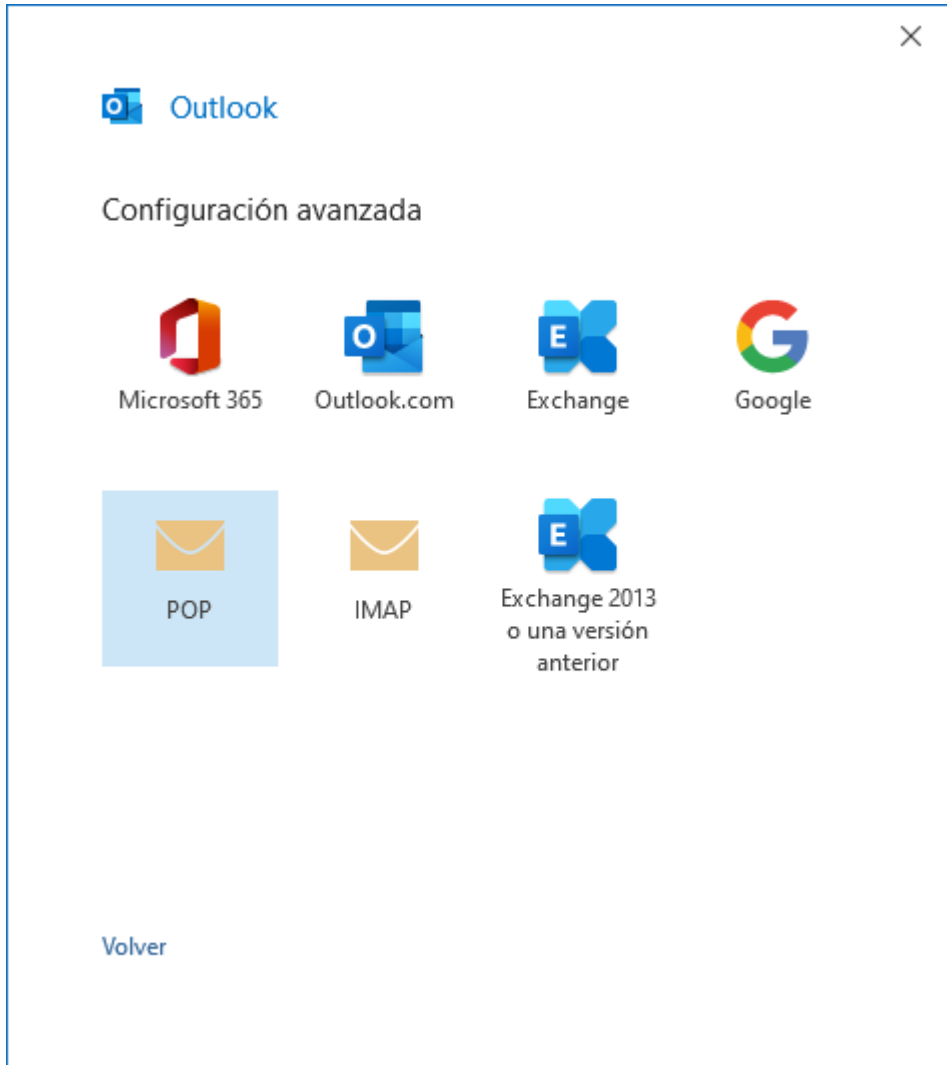 Outlook
Configuración avanzada
Microsoft 365
Outlook.com
Exchange
Google
POP
IMAP
Exchange 2013
o una versión
anterior
Volver